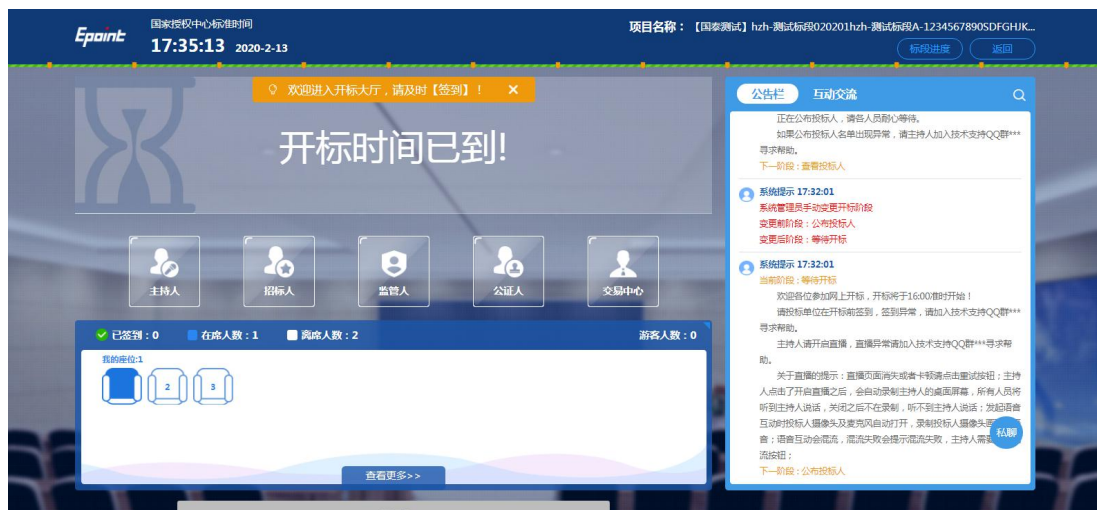 Epoint
国家授权中心标准时间
17:35:13 2020-2-13
项目名称：【国泰测试】hzh-测试标段020201hzh-测试标段A-1234567890SDFGHJK...
标段进度
返回
欢迎进入开标大厅，请及时【签到】！ ×
开标时间已到!
主持人
招标人
监管人
公证人
交易中心
已签到：0 在席人数：1 离席人数：2 游客人数：0
我的座位:1
2
3
查看更多>>
公告栏 互动交流
正在公布投标人，请各人员耐心等待。
如果公布投标人名单出现异常，请主持人加入技术支持QQ群***
寻求帮助。
下一阶段：查看投标人
系统提示 17:32:01
系统管理员手动变更开标阶段
变更前阶段：公布投标人
变更后阶段：等待开标
系统提示 17:32:01
当前阶段：等待开标
欢迎各位参加网上开标，开标将于16:00准时开始！
请投标单位在开标前签到，签到异常，请加入技术支持QQ群***
寻求帮助。
主持人请开启直播，直播异常请加入技术支持QQ群***寻求帮
助。
关于直播的提示：直播页面消失或者卡顿请点击重试按钮；主持
人点击了开启直播之后，会自动录制主持人的桌面屏幕，所有人员将
听到主持人说话，关闭之后不在录制，听不到主持人说话；发起语音
互动时投标人摄像头及麦克风自动打开，录制投标人摄像头
音；语音互动会混流，混流失败会提示混流失败，主持人需
流按钮；
下一阶段：公布投标人
私聊